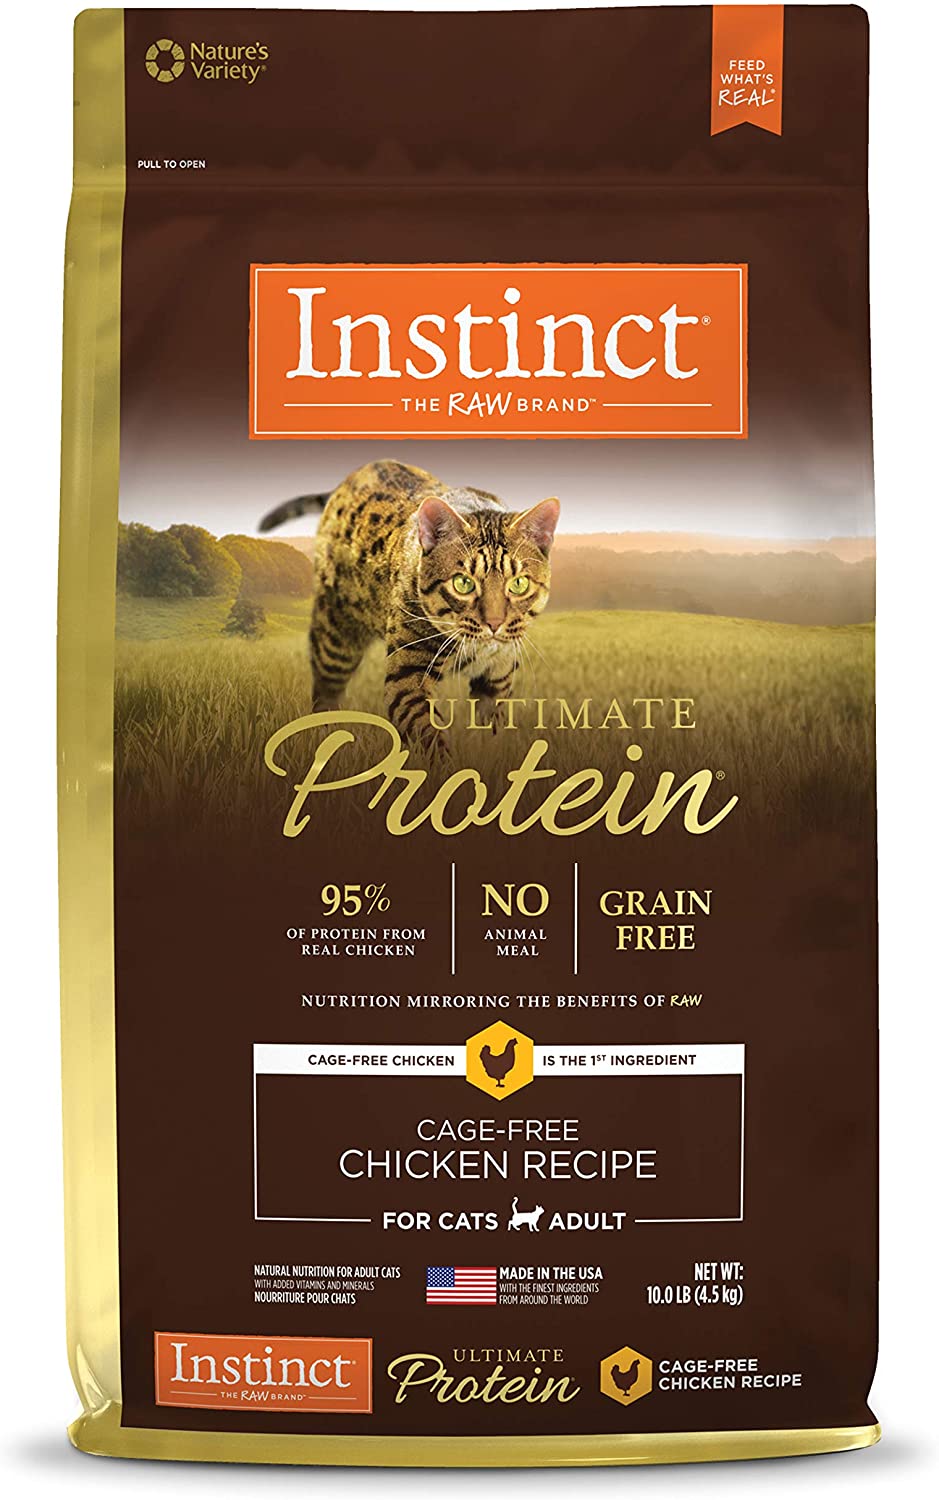 Nature's
Variety®
FEED
WHAT'S
REAL®
PULL TO OPEN
Instinct®
THE RAW BRAND™
ULTIMATE
Protein®
95%
OF PROTEIN FROM
REAL CHICKEN
NO
ANIMAL
MEAL
GRAIN
FREE
NUTRITION MIRRORING THE BENEFITS OF RAW
CAGE-FREE CHICKEN IS THE 1ST INGREDIENT
CAGE-FREE
CHICKEN RECIPE
FOR CATS ADULT
NATURAL NUTRITION FOR ADULT CATS
WITH ADDED VITAMINS AND MINERALS
NOURRITURE POUR CHATS
MADE IN THE USA
WITH THE FINEST INGREDIENTS
FROM AROUND THE WORLD
NET WT:
10.0 LB (4.5 kg)
Instinct
THE RAW BRAND™
ULTIMATE
Protein®
CAGE-FREE
CHICKEN RECIPE